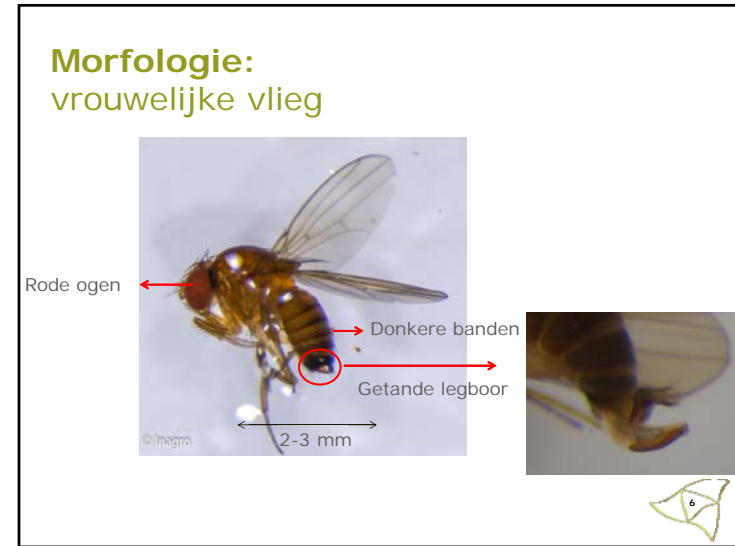 Morfologie:
vrouwelijke vlieg
Rode ogen
Donkere banden
Getande legboor
2-3 mm
© Inagro
6